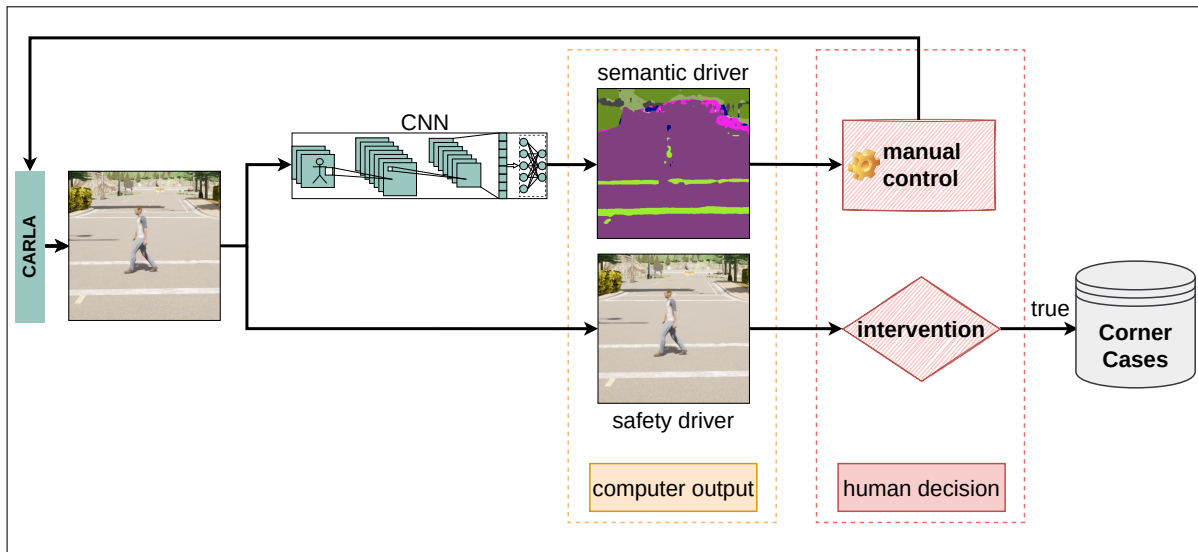 semantic driver
CNN
manual
control
CARLA
intervention
true
Corner
Cases
safety driver
computer output
human decision